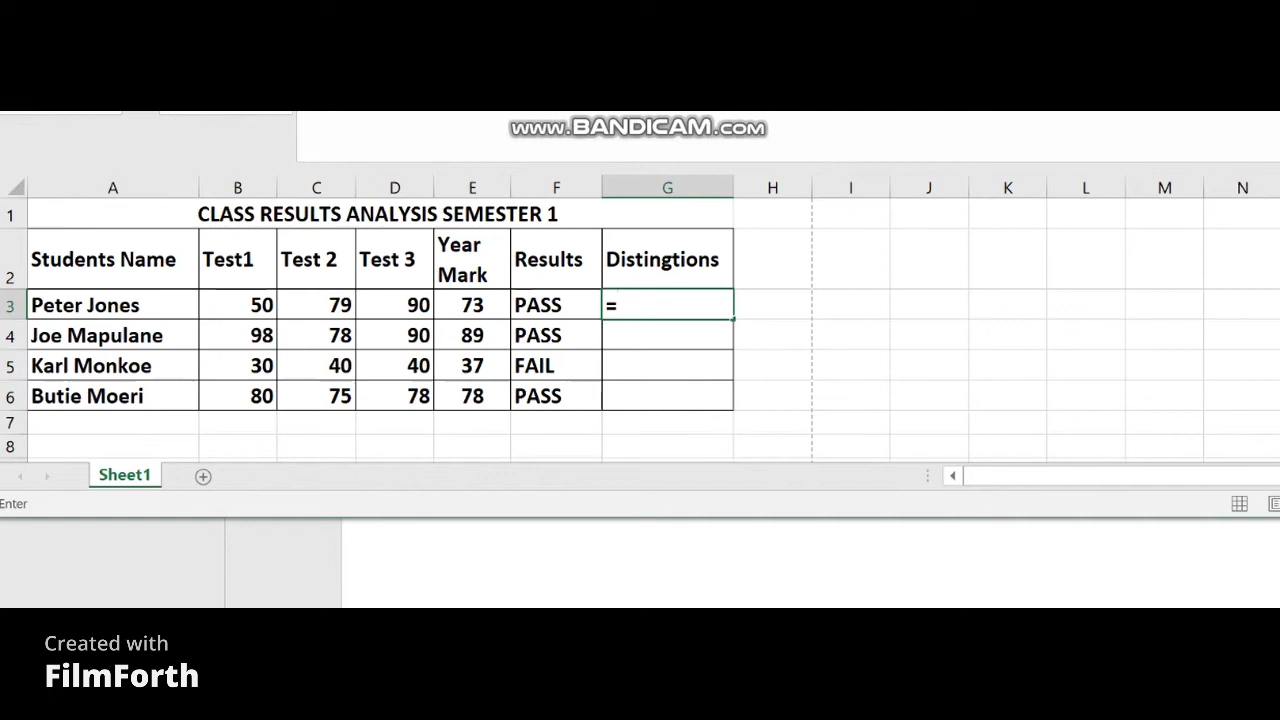 www.BANDICAM.com
A B C D E F G H I J K L M N
1 CLASS RESULTS ANALYSIS SEMESTER 1
2 Students Name Test1 Test 2 Test 3 Year Mark Results Distingtions
3 Peter Jones 50 79 90 73 PASS =
4 Joe Mapulane 98 78 90 89 PASS
5 Karl Monkoe 30 40 40 37 FAIL
6 Butie Moeri 80 75 78 78 PASS
7
8
Sheet1
Enter
Created with
FilmForth